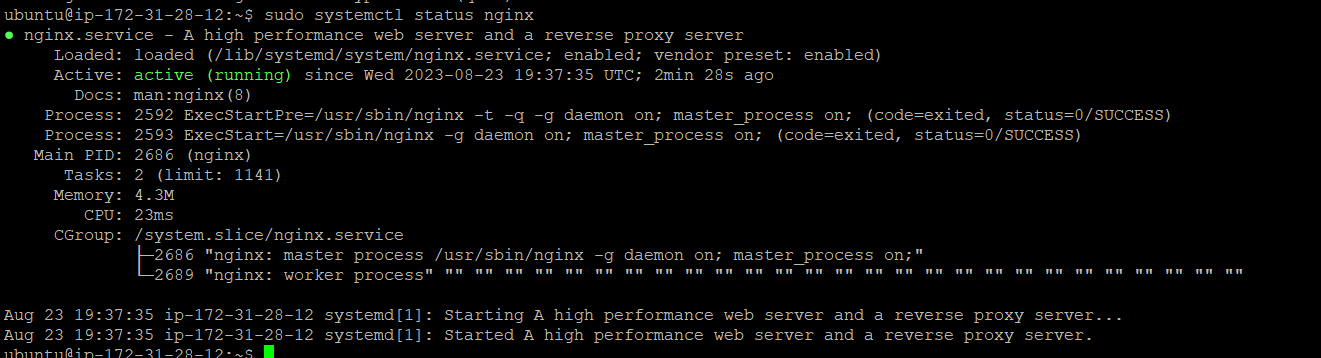 ubuntu@ip-172-31-28-12:~$ sudo systemctl status nginx
● nginx.service - A high performance web server and a reverse proxy server
Loaded: loaded (/lib/systemd/system/nginx.service; enabled; vendor preset: enabled)
Active: active (running) since Wed 2023-08-23 19:37:35 UTC; 2min 28s ago
Docs: man:nginx(8)
Process: 2592 ExecStartPre=/usr/sbin/nginx -t -q -g daemon on; master_process on; (code=exited, status=0/SUCCESS)
Process: 2593 ExecStart=/usr/sbin/nginx -g daemon on; master_process on; (code=exited, status=0/SUCCESS)
Main PID: 2686 (nginx)
Tasks: 2 (limit: 1141)
Memory: 4.3M
CPU: 23ms
CGroup: /system.slice/nginx.service
├─2686 "nginx: master process /usr/sbin/nginx -g daemon on; master_process on;"
└─2689 "nginx: worker process" "" "" "" "" "" "" "" "" "" "" "" "" "" "" "" "" "" "" "" "" "" "" "" "" "" "" ""
Aug 23 19:37:35 ip-172-31-28-12 systemd[1]: Starting A high performance web server and a reverse proxy server...
Aug 23 19:37:35 ip-172-31-28-12 systemd[1]: Started A high performance web server and a reverse proxy server.
ubuntu@ip-172-31-28-12:~$